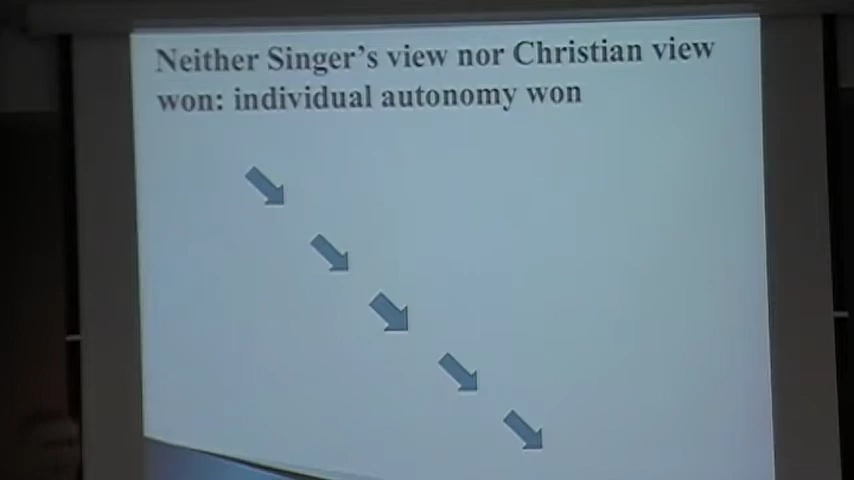 Neither Singer's view nor Christian view
won: individual autonomy won